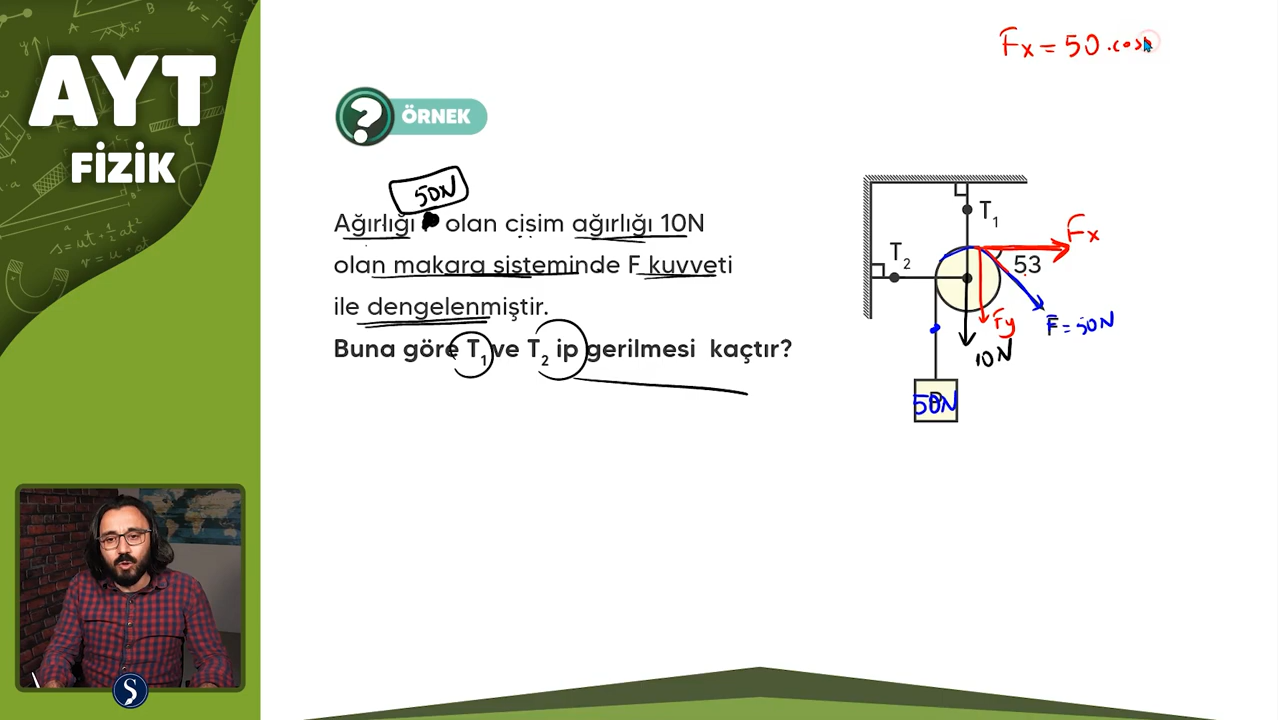 AYT
FİZİK
? ÖRNEK
50N
Ağırlığı olan cisim ağırlığı 10N
olan makara sisteminde F kuvveti
ile dengelenmiştir.
Buna göre T1 ve T2 ip gerilmesi kaçtır?
Fx = 50 .cos
T1
Fx
T2
53
Fy
F = 50N
10N
50N
S